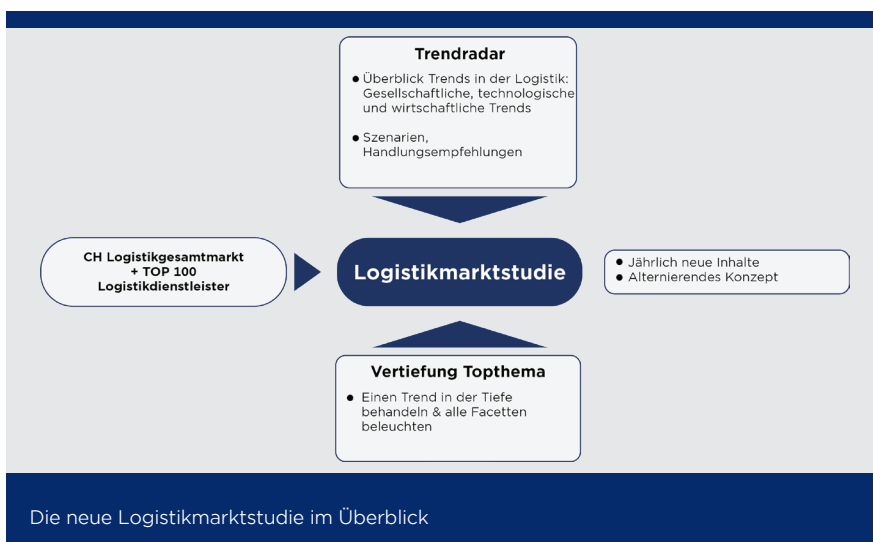 Trendradar
● Überblick Trends in der Logistik:
Gesellschaftliche, technologische
und wirtschaftliche Trends
● Szenarien,
Handlungsempfehlungen
CH Logistikgesamtmarkt
+ TOP 100
Logistikdienstleister
Logistikmarktstudie
● Jährlich neue Inhalte
● Alternierendes Konzept
Vertiefung Topthema
● Einen Trend in der Tiefe
behandeln & alle Facetten
beleuchten
Die neue Logistikmarktstudie im Überblick